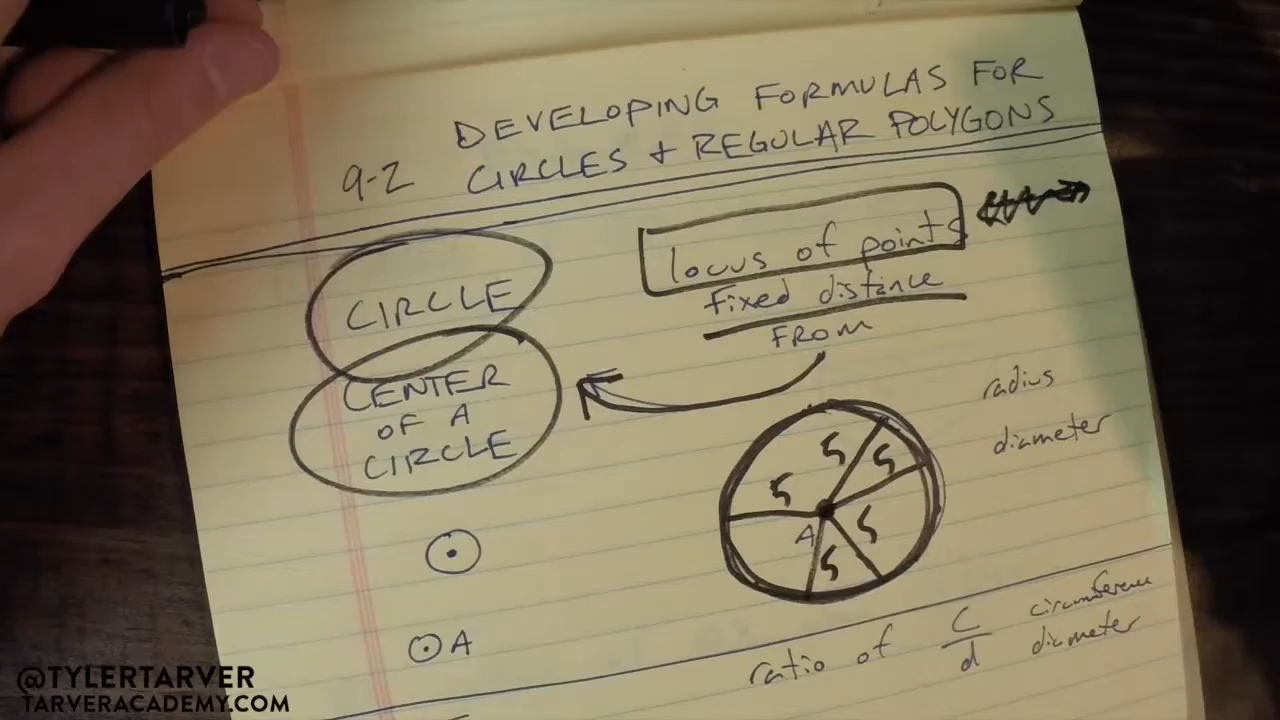 DEVELOPING FORMULAS FOR
9-2 CIRCLES + REGULAR POLYGONS
CIRCLE
locus of points
fixed distance
FROM
CENTER
OF A
CIRCLE
radius
diameter
5 5
5
A 5
5
A
ratio of C/d circumference
diameter
@TYLERTARVER
TARVERACADEMY.COM